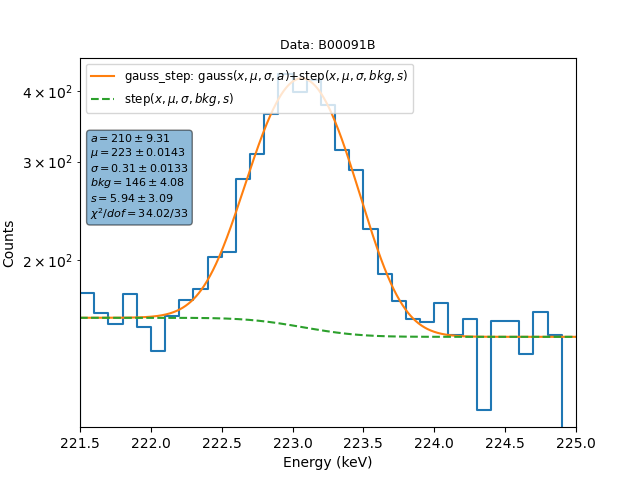 Data: B00091B
gauss_step: gauss(x, μ, σ, a)+step(x, μ, σ, bkg, s)
step(x, μ, σ, bkg, s)
a = 210 ± 9.31
μ = 223 ± 0.0143
σ = 0.31 ± 0.0133
bkg = 146 ± 4.08
s = 5.94 ± 3.09
χ²/dof = 34.02/33
4 × 10²
3 × 10²
2 × 10²
Counts
221.5 222.0 222.5 223.0 223.5 224.0 224.5 225.0
Energy (keV)